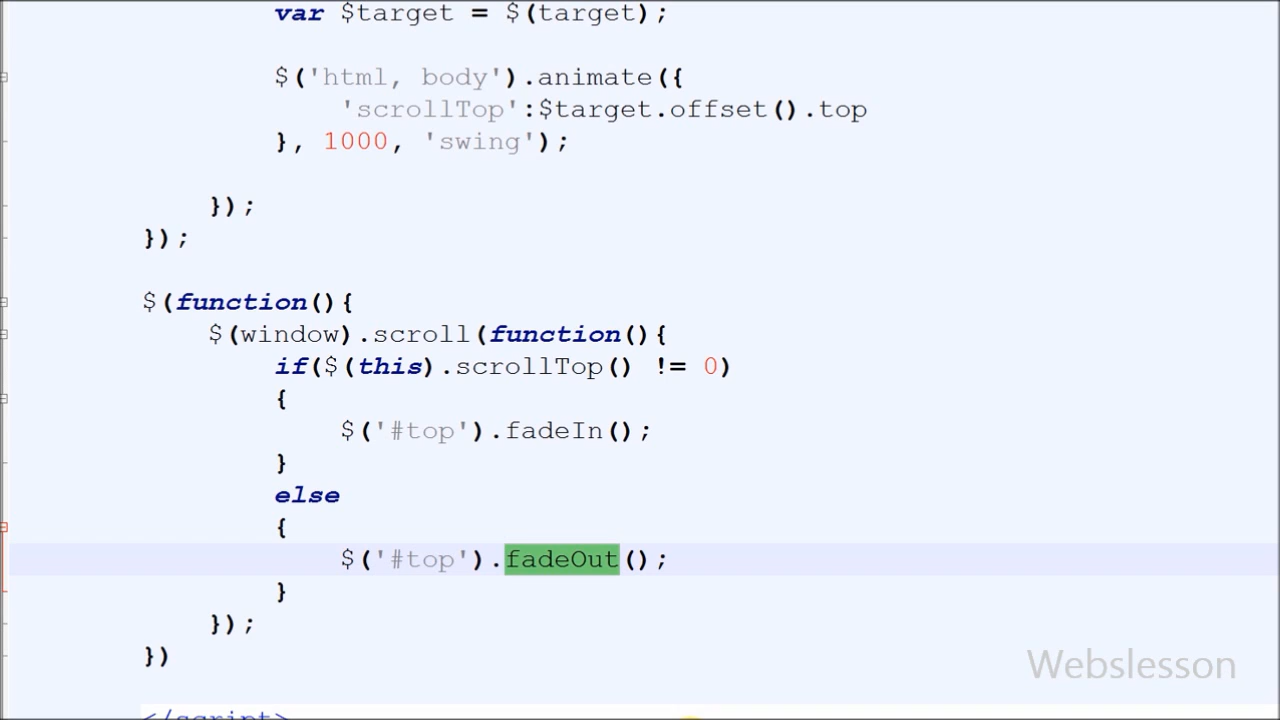 var $target = $(target);
$('html, body').animate({
'scrollTop':$target.offset().top
}, 1000, 'swing');
});
});
$(function(){
$(window).scroll(function(){
if($(this).scrollTop() != 0)
{
$('#top').fadeIn();
}
else
{
$('#top').fadeOut();
}
});
})
</script>
Webslesson